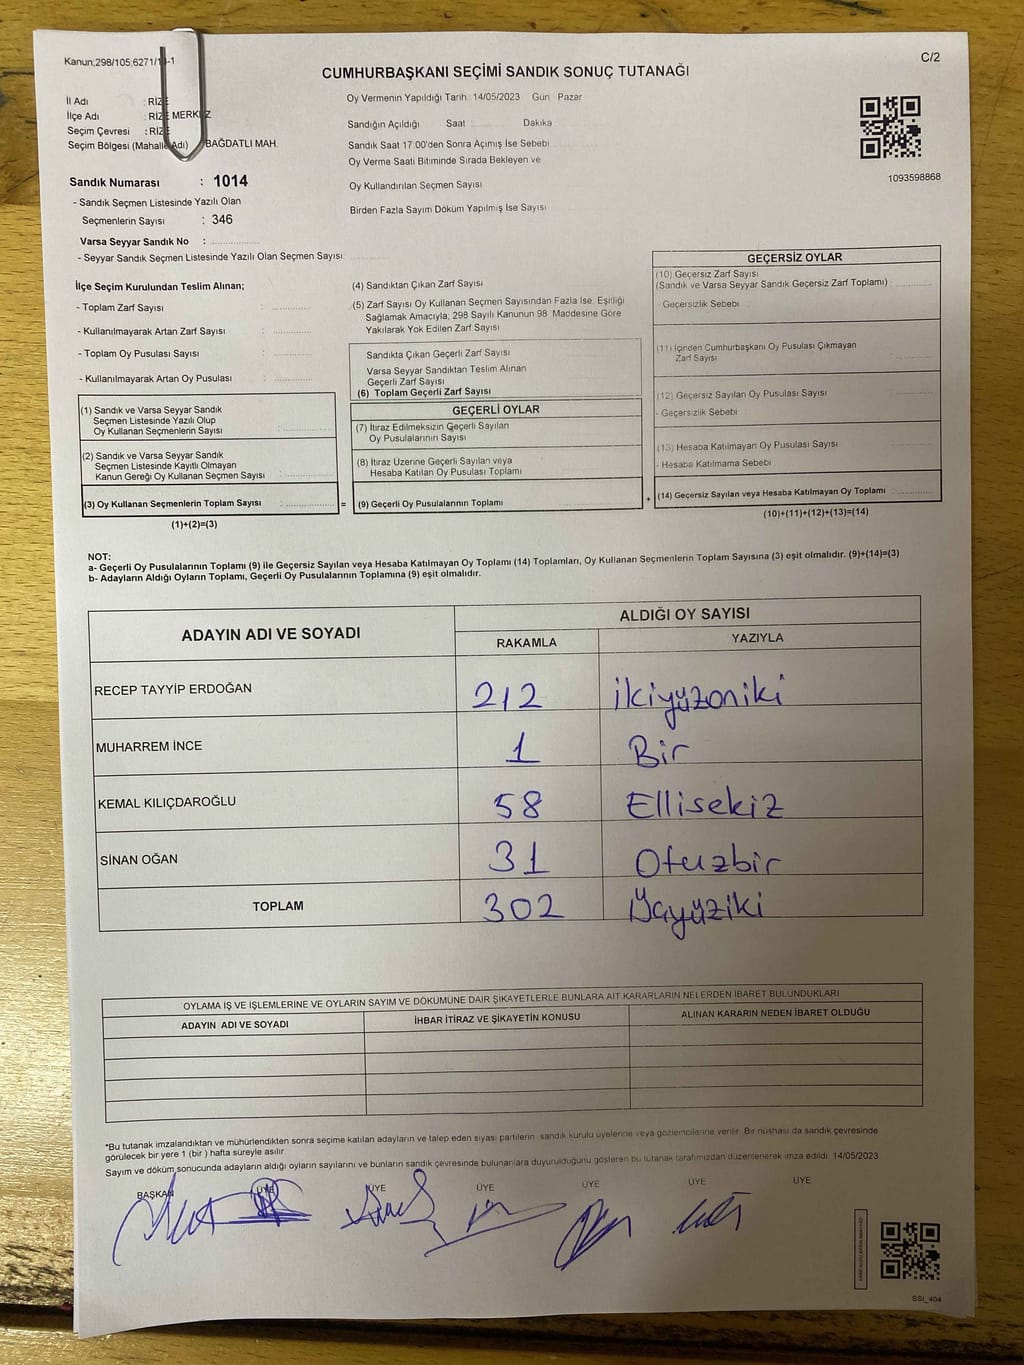 Kanun;298/105;6271/14-1
C/2
CUMHURBAŞKANI SEÇİMİ SANDIK SONUÇ TUTANAĞI
İl Adı : RİZE
İlçe Adı : RİZE MERKEZ
Seçim Çevresi : RİZE
Seçim Bölgesi (Mahalle Adı) BAĞDATLI MAH.
Sandık Numarası : 1014
- Sandık Seçmen Listesinde Yazılı Olan
Seçmenlerin Sayısı : 346
Varsa Seyyar Sandık No :
- Seyyar Sandık Seçmen Listesinde Yazılı Olan Seçmen Sayısı:
Oy Vermenin Yapıldığı Tarih 14/05/2023 Gün Pazar
Sandığın Açıldığı Saat : Dakika
Sandık Saat 17.00'den Sonra Açımış İse Sebebi
Oy Verme Saati Bitiminde Sırada Bekleyen ve
Oy Kullandırılan Seçmen Sayısı
Birden Fazla Sayım Döküm Yapılmış İse Sayısı
1093598868
İlçe Seçim Kurulundan Teslim Alınan;
- Toplam Zarf Sayısı :
- Kullanılmayarak Artan Zarf Sayısı :
- Toplam Oy Pusulası Sayısı :
- Kullanılmayarak Artan Oy Pusulası :
(1) Sandık ve Varsa Seyyar Sandık
Seçmen Listesinde Yazılı Olup
Oy Kullanan Seçmenlerin Sayısı :
(2) Sandık ve Varsa Seyyar Sandık
Seçmen Listesinde Kayıtlı Olmayan
Kanun Gereği Oy Kullanan Seçmen Sayısı :
(3) Oy Kullanan Seçmenlerin Toplam Sayısı : =
(1)+(2)=(3)
(4) Sandıktan Çıkan Zarf Sayısı
(5) Zarf Sayısı Oy Kullanan Seçmen Sayısından Fazla İse, Eşitliği
Sağlamak Amacıyla; 298 Sayılı Kanunun 98 Maddesine Göre
Yakılarak Yok Edilen Zarf Sayısı
Sandıkta Çıkan Geçerli Zarf Sayısı
Varsa Seyyar Sandıktan Teslim Alınan
Geçerli Zarf Sayısı
(6) Toplam Geçerli Zarf Sayısı
GEÇERLİ OYLAR
(7) İtiraz Edilmeksizin Geçerli Sayılan
Oy Pusulalarının Sayısı
(8) İtiraz Üzerine Geçerli Sayılan veya
Hesaba Katılan Oy Pusulası Toplamı
(9) Geçerli Oy Pusulalarının Toplamı +
GEÇERSİZ OYLAR
(10) Geçersiz Zarf Sayısı
(Sandık ve Varsa Seyyar Sandık Geçersiz Zarf Toplamı) :
- Geçersizlik Sebebi
(11) İçinden Cumhurbaşkanı Oy Pusulası Çıkmayan
Zarf Sayısı
(12) Geçersiz Sayılan Oy Pusulası Sayısı
- Geçersizlik Sebebi
(13) Hesaba Katılmayan Oy Pusulası Sayısı
- Hesaba Katılmama Sebebi
(14) Geçersiz Sayılan veya Hesaba Katılmayan Oy Toplamı
(10)+(11)+(12)+(13)=(14)
NOT:
a- Geçerli Oy Pusulalarının Toplamı (9) ile Geçersiz Sayılan veya Hesaba Katılmayan Oy Toplamı (14) Toplamları, Oy Kullanan Seçmenlerin Toplam Sayısına (3) eşit olmalıdır. (9)+(14)=(3)
b- Adayların Aldığı Oyların Toplamı, Geçerli Oy Pusulalarının Toplamına (9) eşit olmalıdır.
ADAYIN ADI VE SOYADI
ALDIĞI OY SAYISI
RAKAMLA YAZIYLA
RECEP TAYYİP ERDOĞAN 212 ikiyüzoniki
MUHARREM İNCE 1 Bir
KEMAL KILIÇDAROĞLU 58 Ellisekiz
SİNAN OĞAN 31 Otuzbir
TOPLAM 302 Üçyüziki
OYLAMA İŞ VE İŞLEMLERİNE VE OYLARIN SAYIM VE DÖKÜMÜNE DAİR ŞİKAYETLERLE BUNLARA AİT KARARLARIN NELERDEN İBARET BULUNDUKLARI
ADAYIN ADI VE SOYADI İHBAR İTİRAZ VE ŞİKAYETİN KONUSU ALINAN KARARIN NEDEN İBARET OLDUĞU
*Bu tutanak imzalandıktan ve mühürlendikten sonra seçime katılan adayların ve talep eden siyası partilerin sandık kurulu üyelerine veya gözlemcilerine verilir. Bir nüshası da sandık çevresinde
görülecek bir yere 1 (bir ) hafta süreyle asılır.
Sayım ve döküm sonucunda adayların aldığı oyların sayılarını ve bunların sandık çevresinde bulunanlara duyurulduğunu gösteren bu tutanak tarafımızdan düzenlenerek imza edildi. 14/05/2023
BAŞKAN ÜYE ÜYE ÜYE ÜYE ÜYE ÜYE
SSI_404